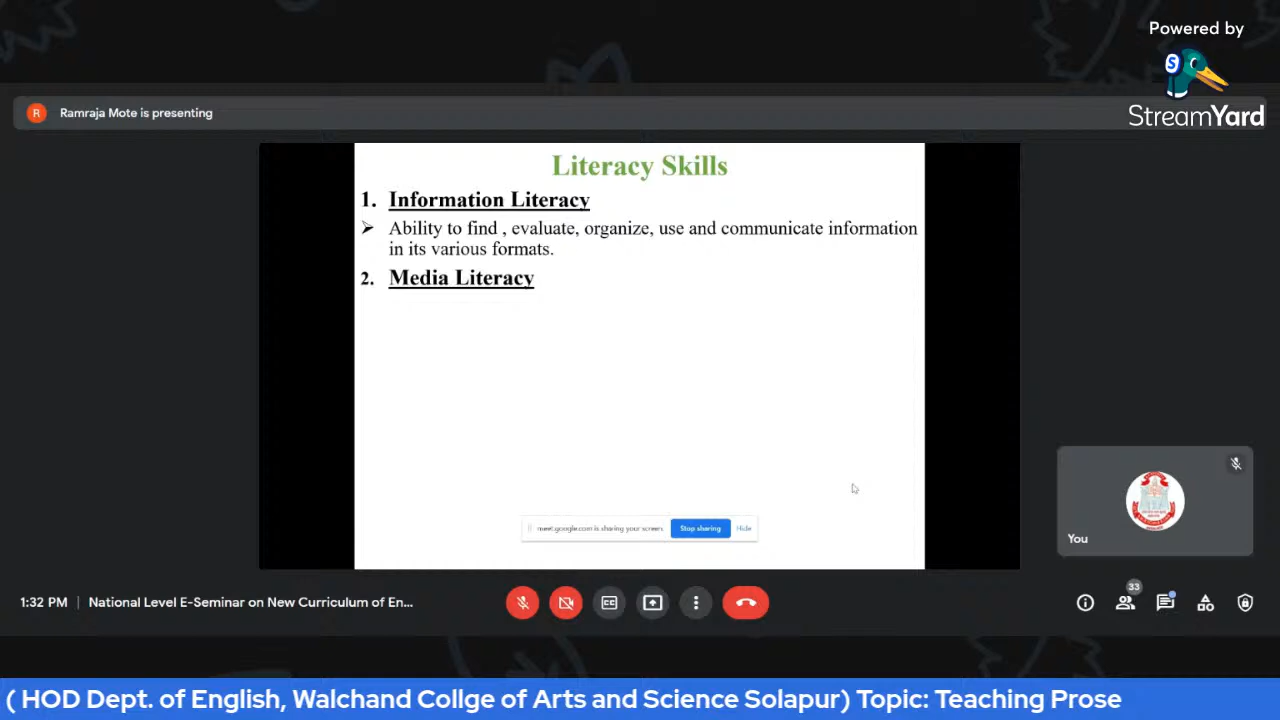 Powered by
StreamYard
R
Ramraja Mote is presenting
Literacy Skills
1. Information Literacy
➢ Ability to find , evaluate, organize, use and communicate information
in its various formats.
2. Media Literacy
meet.google.com is sharing your screen. Stop sharing Hide
You
1:32 PM | National Level E-Seminar on New Curriculum of En...
33
( HOD Dept. of English, Walchand Collge of Arts and Science Solapur) Topic: Teaching Prose